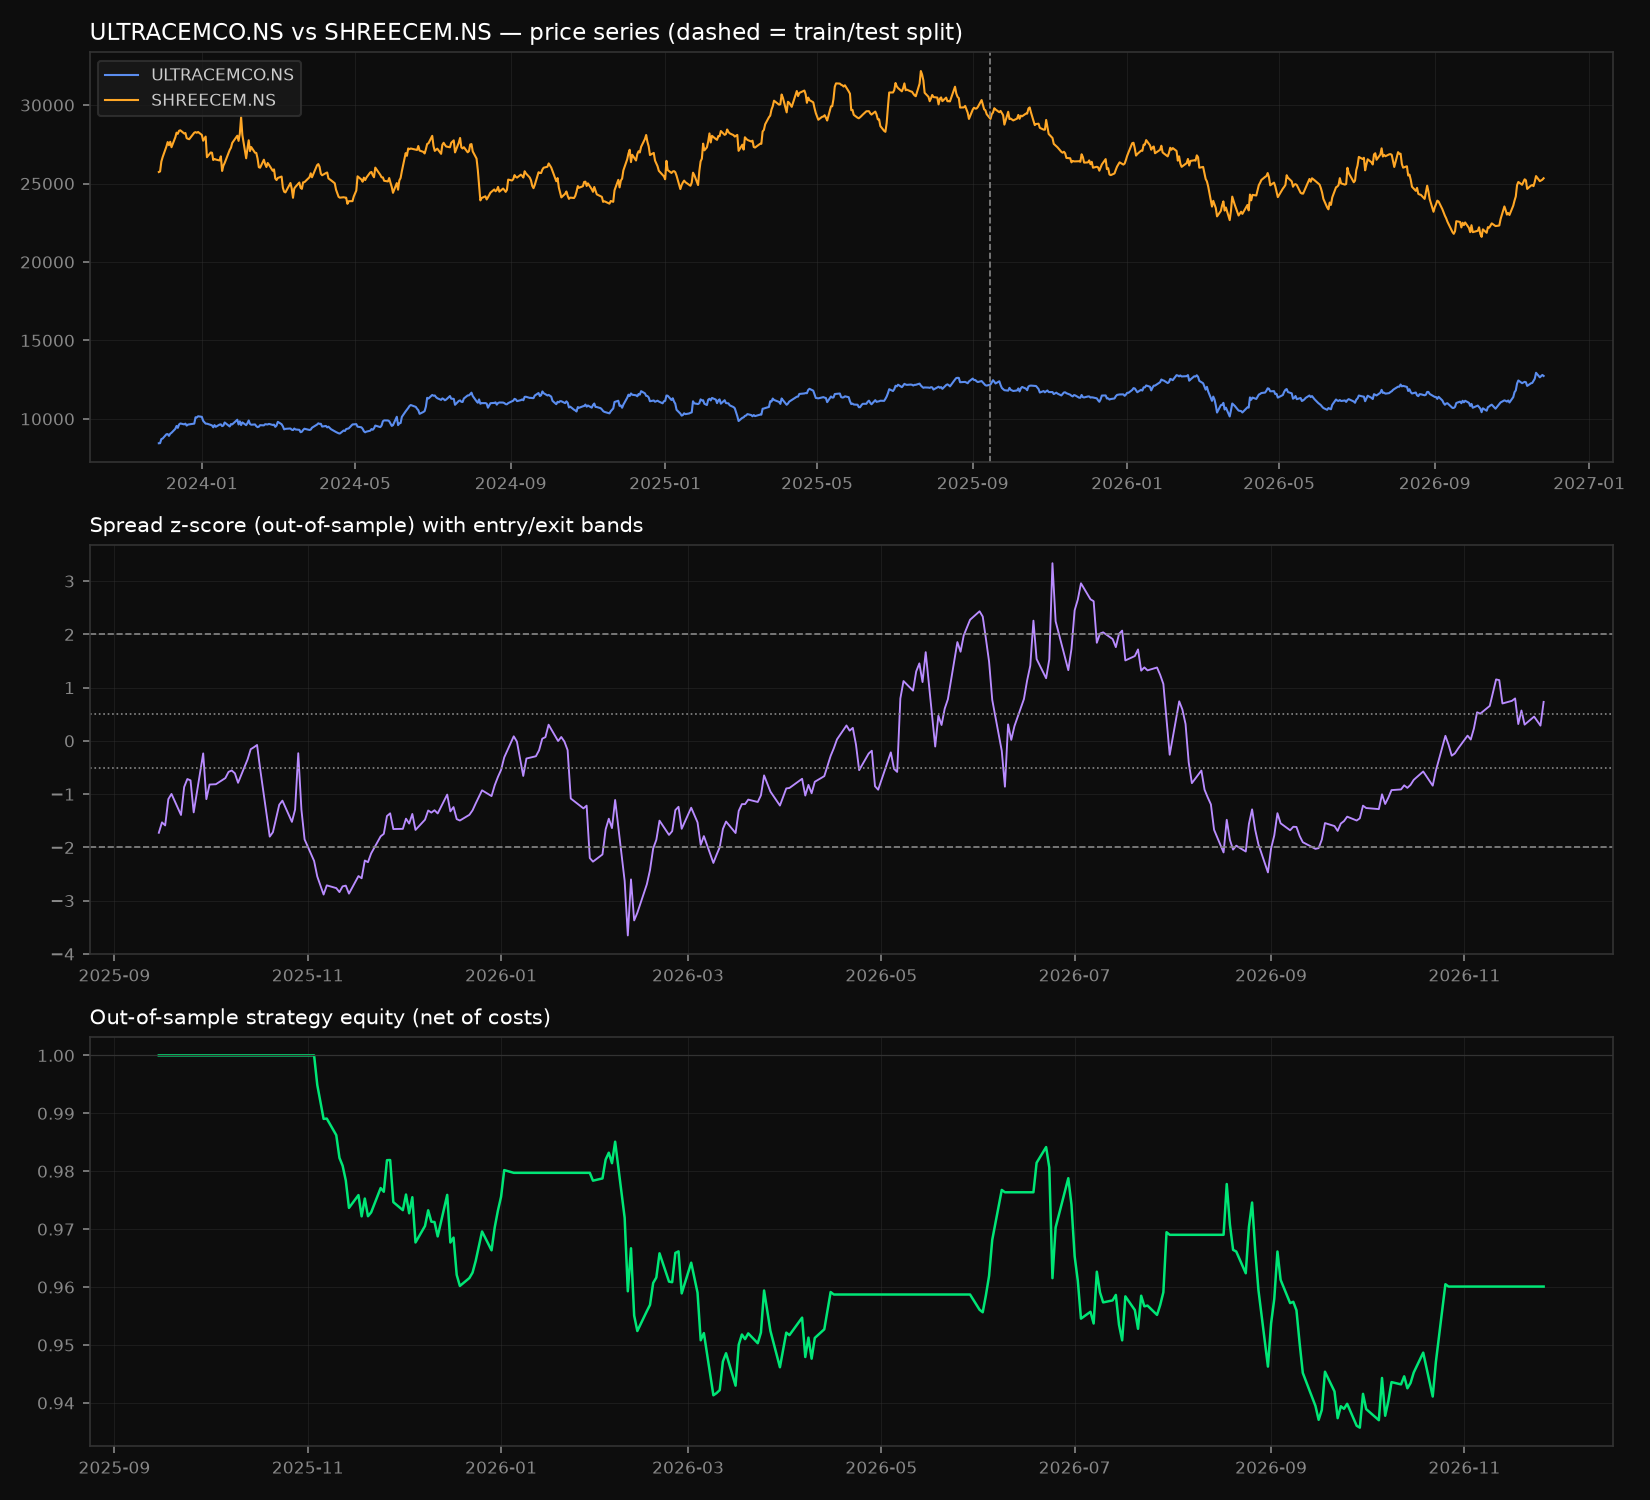 ULTRACEMCO.NS vs SHREECEM.NS — price series (dashed = train/test split)
ULTRACEMCO.NS
SHREECEM.NS
30000
25000
20000
15000
10000
2024-01 2024-05 2024-09 2025-01 2025-05 2025-09 2026-01 2026-05 2026-09 2027-01
Spread z-score (out-of-sample) with entry/exit bands
3
2
1
0
−1
−2
−3
−4
2025-09 2025-11 2026-01 2026-03 2026-05 2026-07 2026-09 2026-11
Out-of-sample strategy equity (net of costs)
1.00
0.99
0.98
0.97
0.96
0.95
0.94
2025-09 2025-11 2026-01 2026-03 2026-05 2026-07 2026-09 2026-11